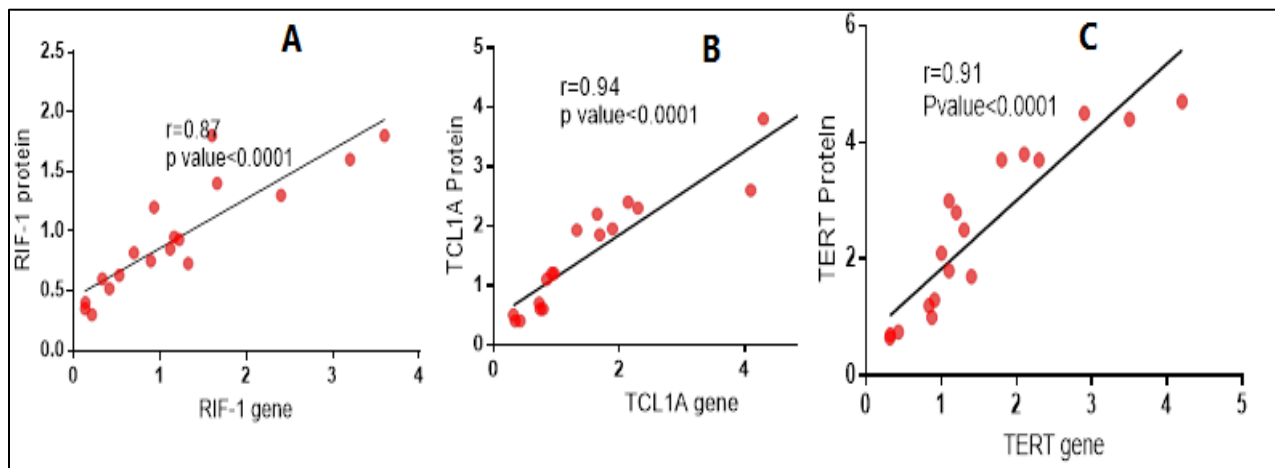 A
2.5
2.0
1.5
1.0
0.5
0.0
r=0.87
p value<0.0001
RIF-1 protein
0 1 2 3 4
RIF-1 gene
B
5
4
3
2
1
0
r=0.94
p value<0.0001
TCL1A Protein
0 2 4
TCL1A gene
C
6
4
2
0
r=0.91
Pvalue<0.0001
TERT Protein
0 1 2 3 4 5
TERT gene